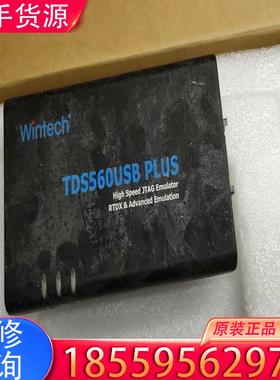 手货源
Wintech
TDS560USB PLUS
High Speed JTAG Emulator
RTDX & Advanced Emulation
修
询
原装正品
18559556297